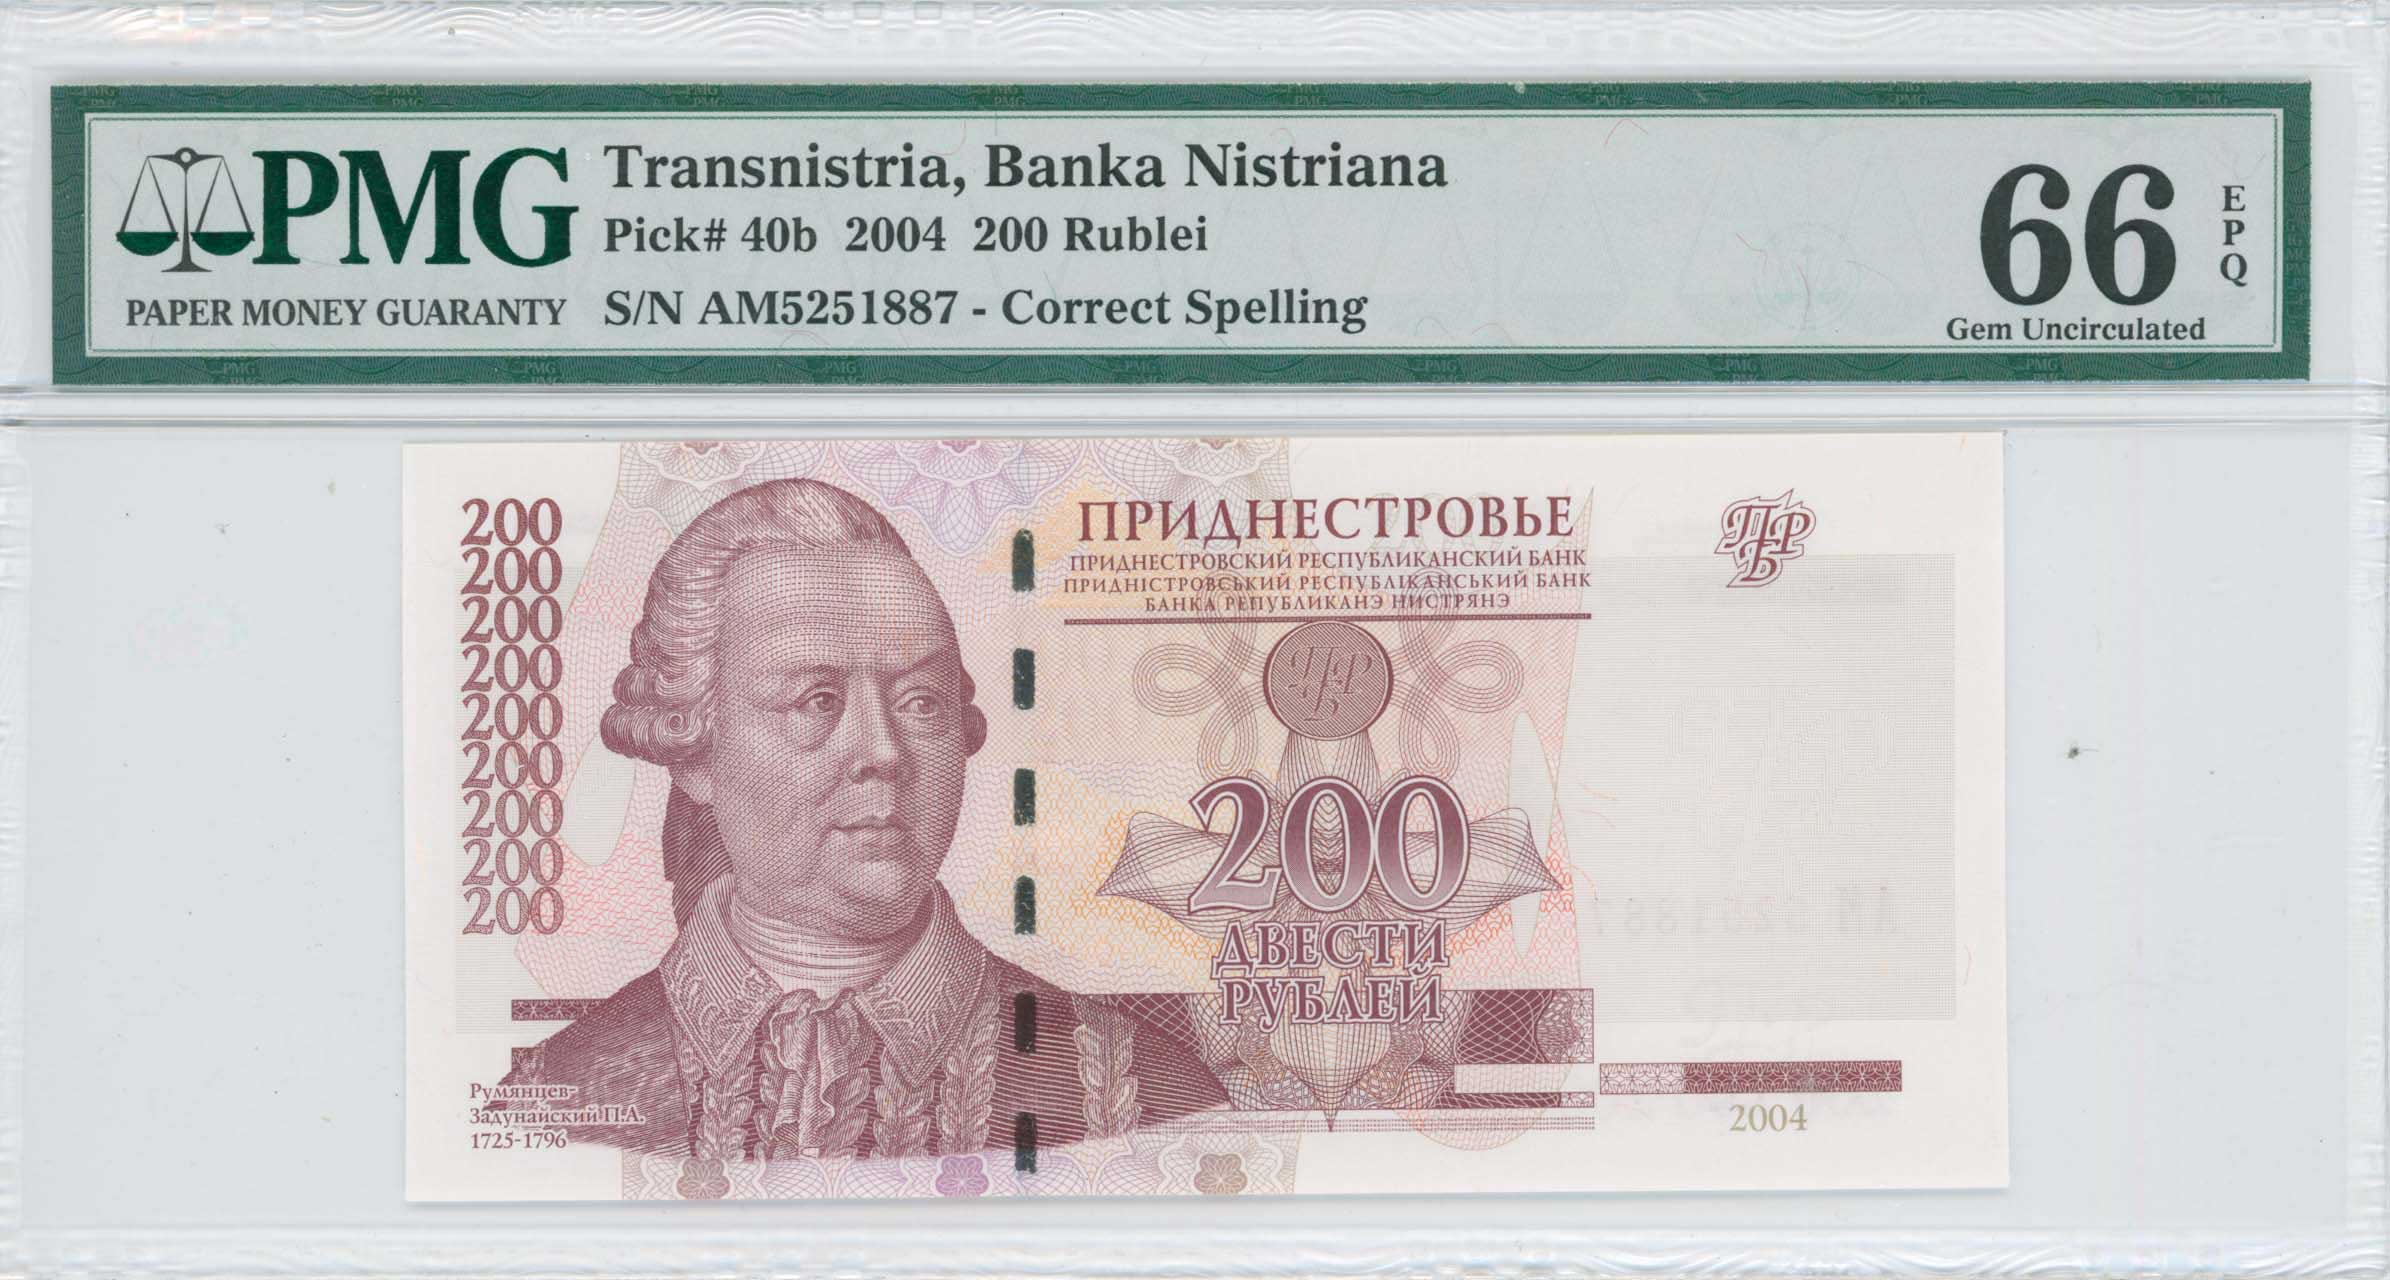 PMG
PAPER MONEY GUARANTY
Transnistria, Banka Nistriana
Pick# 40b 2004 200 Rublei
S/N AM5251887 - Correct Spelling
66
EPQ
Gem Uncirculated
200
200
200
200
200
200
200
200
200
ПРИДНЕСТРОВЬЕ
ПРИДНЕСТРОВСКИЙ РЕСПУБЛИКАНСКИЙ БАНК
ПРИДНІСТРОВСЬКИЙ РЕСПУБЛІКАНСЬКИЙ БАНК
БАНКА РЕПУБЛИКАНЭ НИСТРЯНЭ
ПРБ
ПРБ
200
ДВЕСТИ
РУБЛЕЙ
Румянцев-
Задунайский П.А.
1725-1796
2004